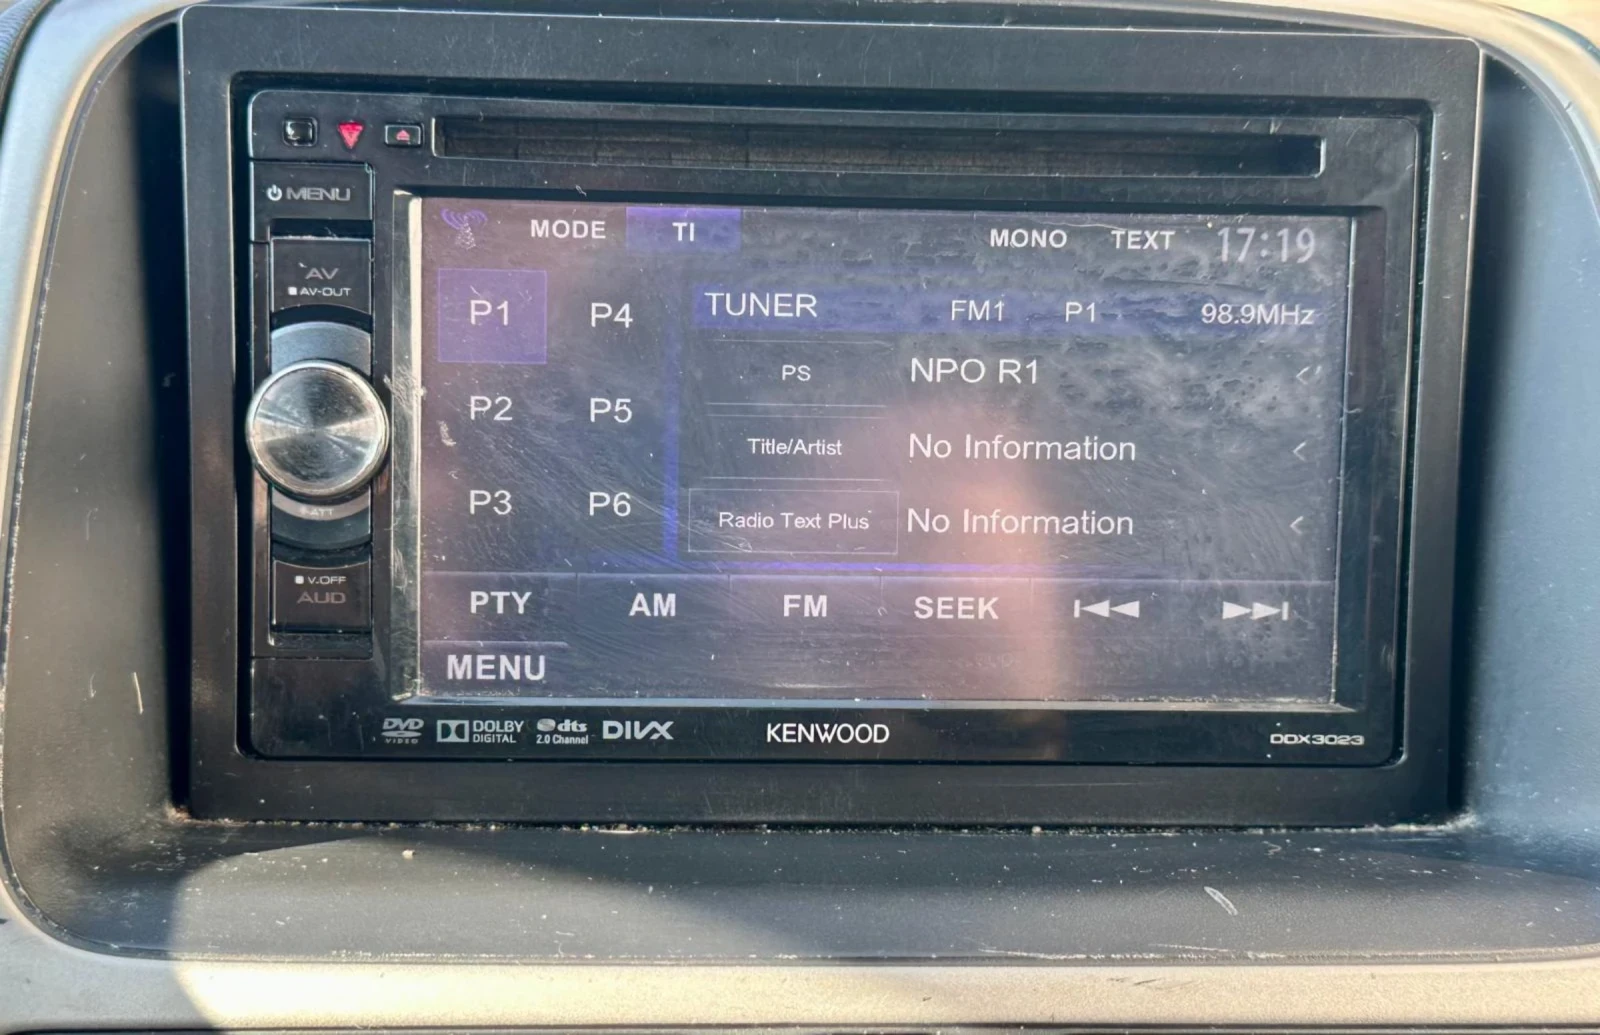 MENU
AV
AV-OUT
ATT
V.OFF
AUD
MODE TI MONO TEXT 17:19
P1 P4
P2 P5
P3 P6
TUNER FM1 P1 98.9MHz
PS NPO R1
Title/Artist No Information
Radio Text Plus No Information
PTY AM FM SEEK
MENU
DVD VIDEO DOLBY DIGITAL dts 2.0 Channel DIVX KENWOOD DDX3023